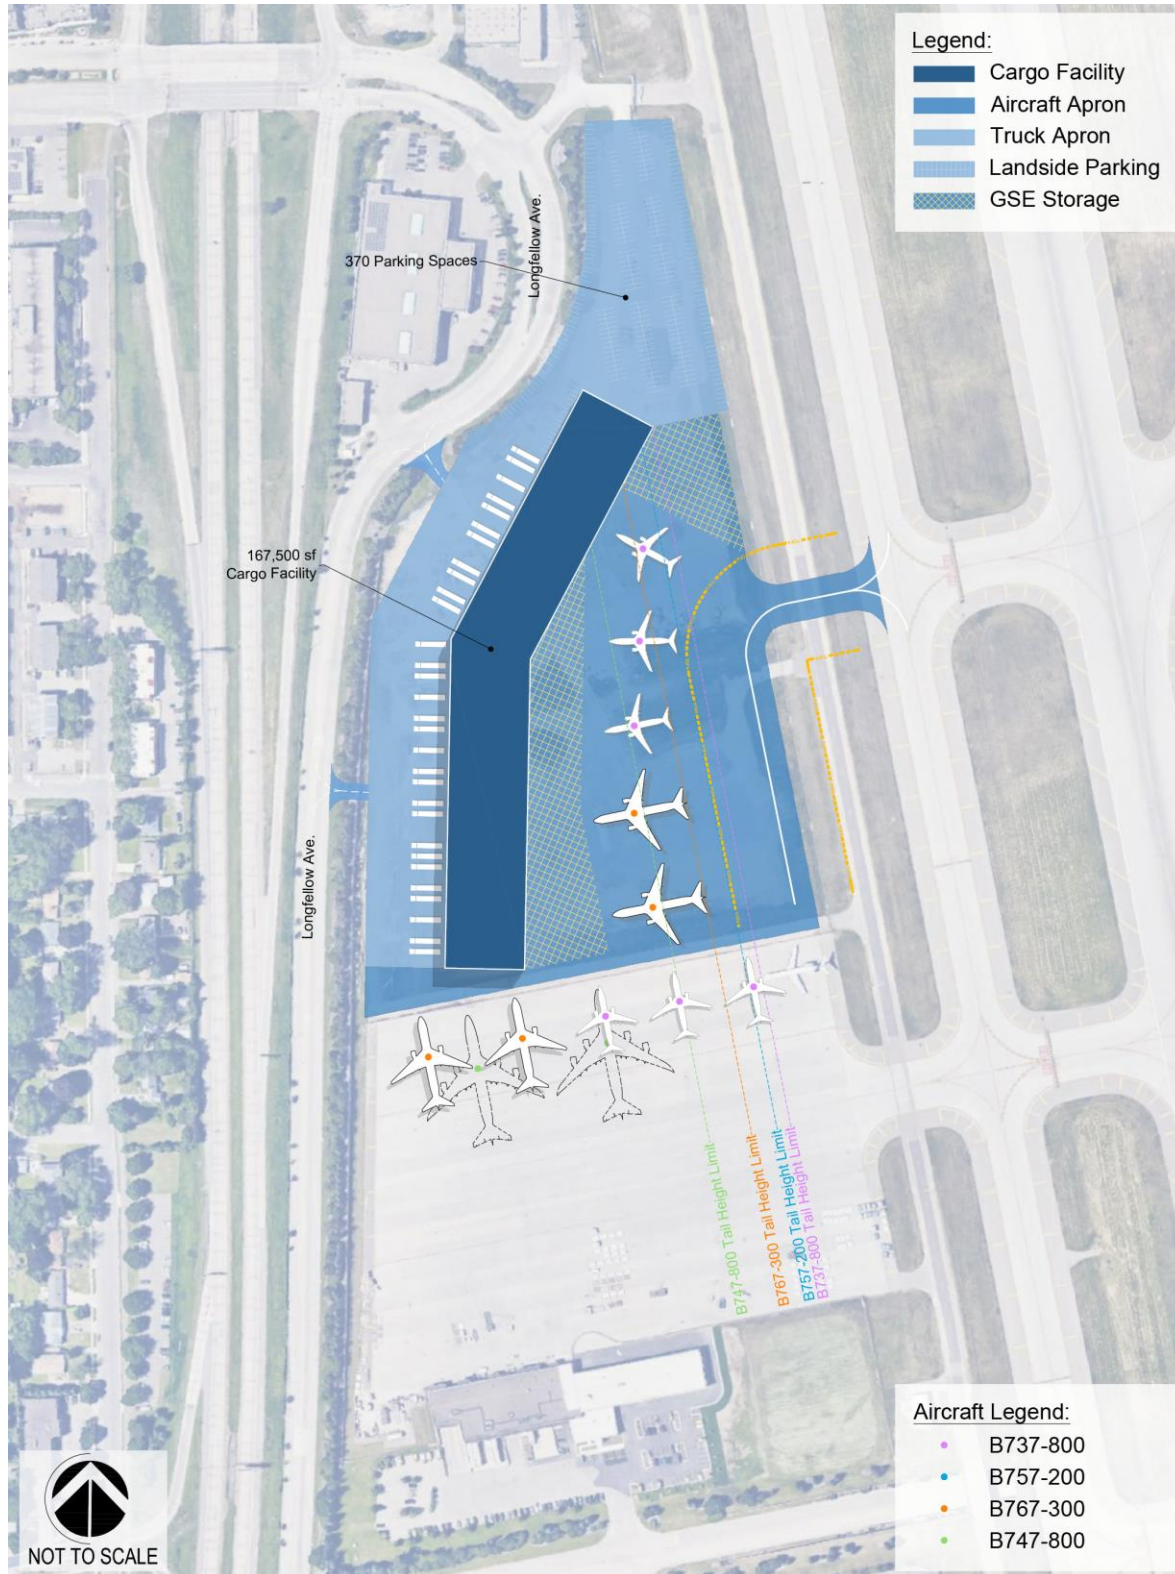 Legend:
Cargo Facility
Aircraft Apron
Truck Apron
Landside Parking
GSE Storage
Longfellow Ave.
370 Parking Spaces
167,500 sf
Cargo Facility
Longfellow Ave.
B747-800 Tail Height Limit
B767-300 Tail Height Limit
B757-200 Tail Height Limit
B737-800 Tail Height Limit
Aircraft Legend:
B737-800
B757-200
B767-300
B747-800
NOT TO SCALE